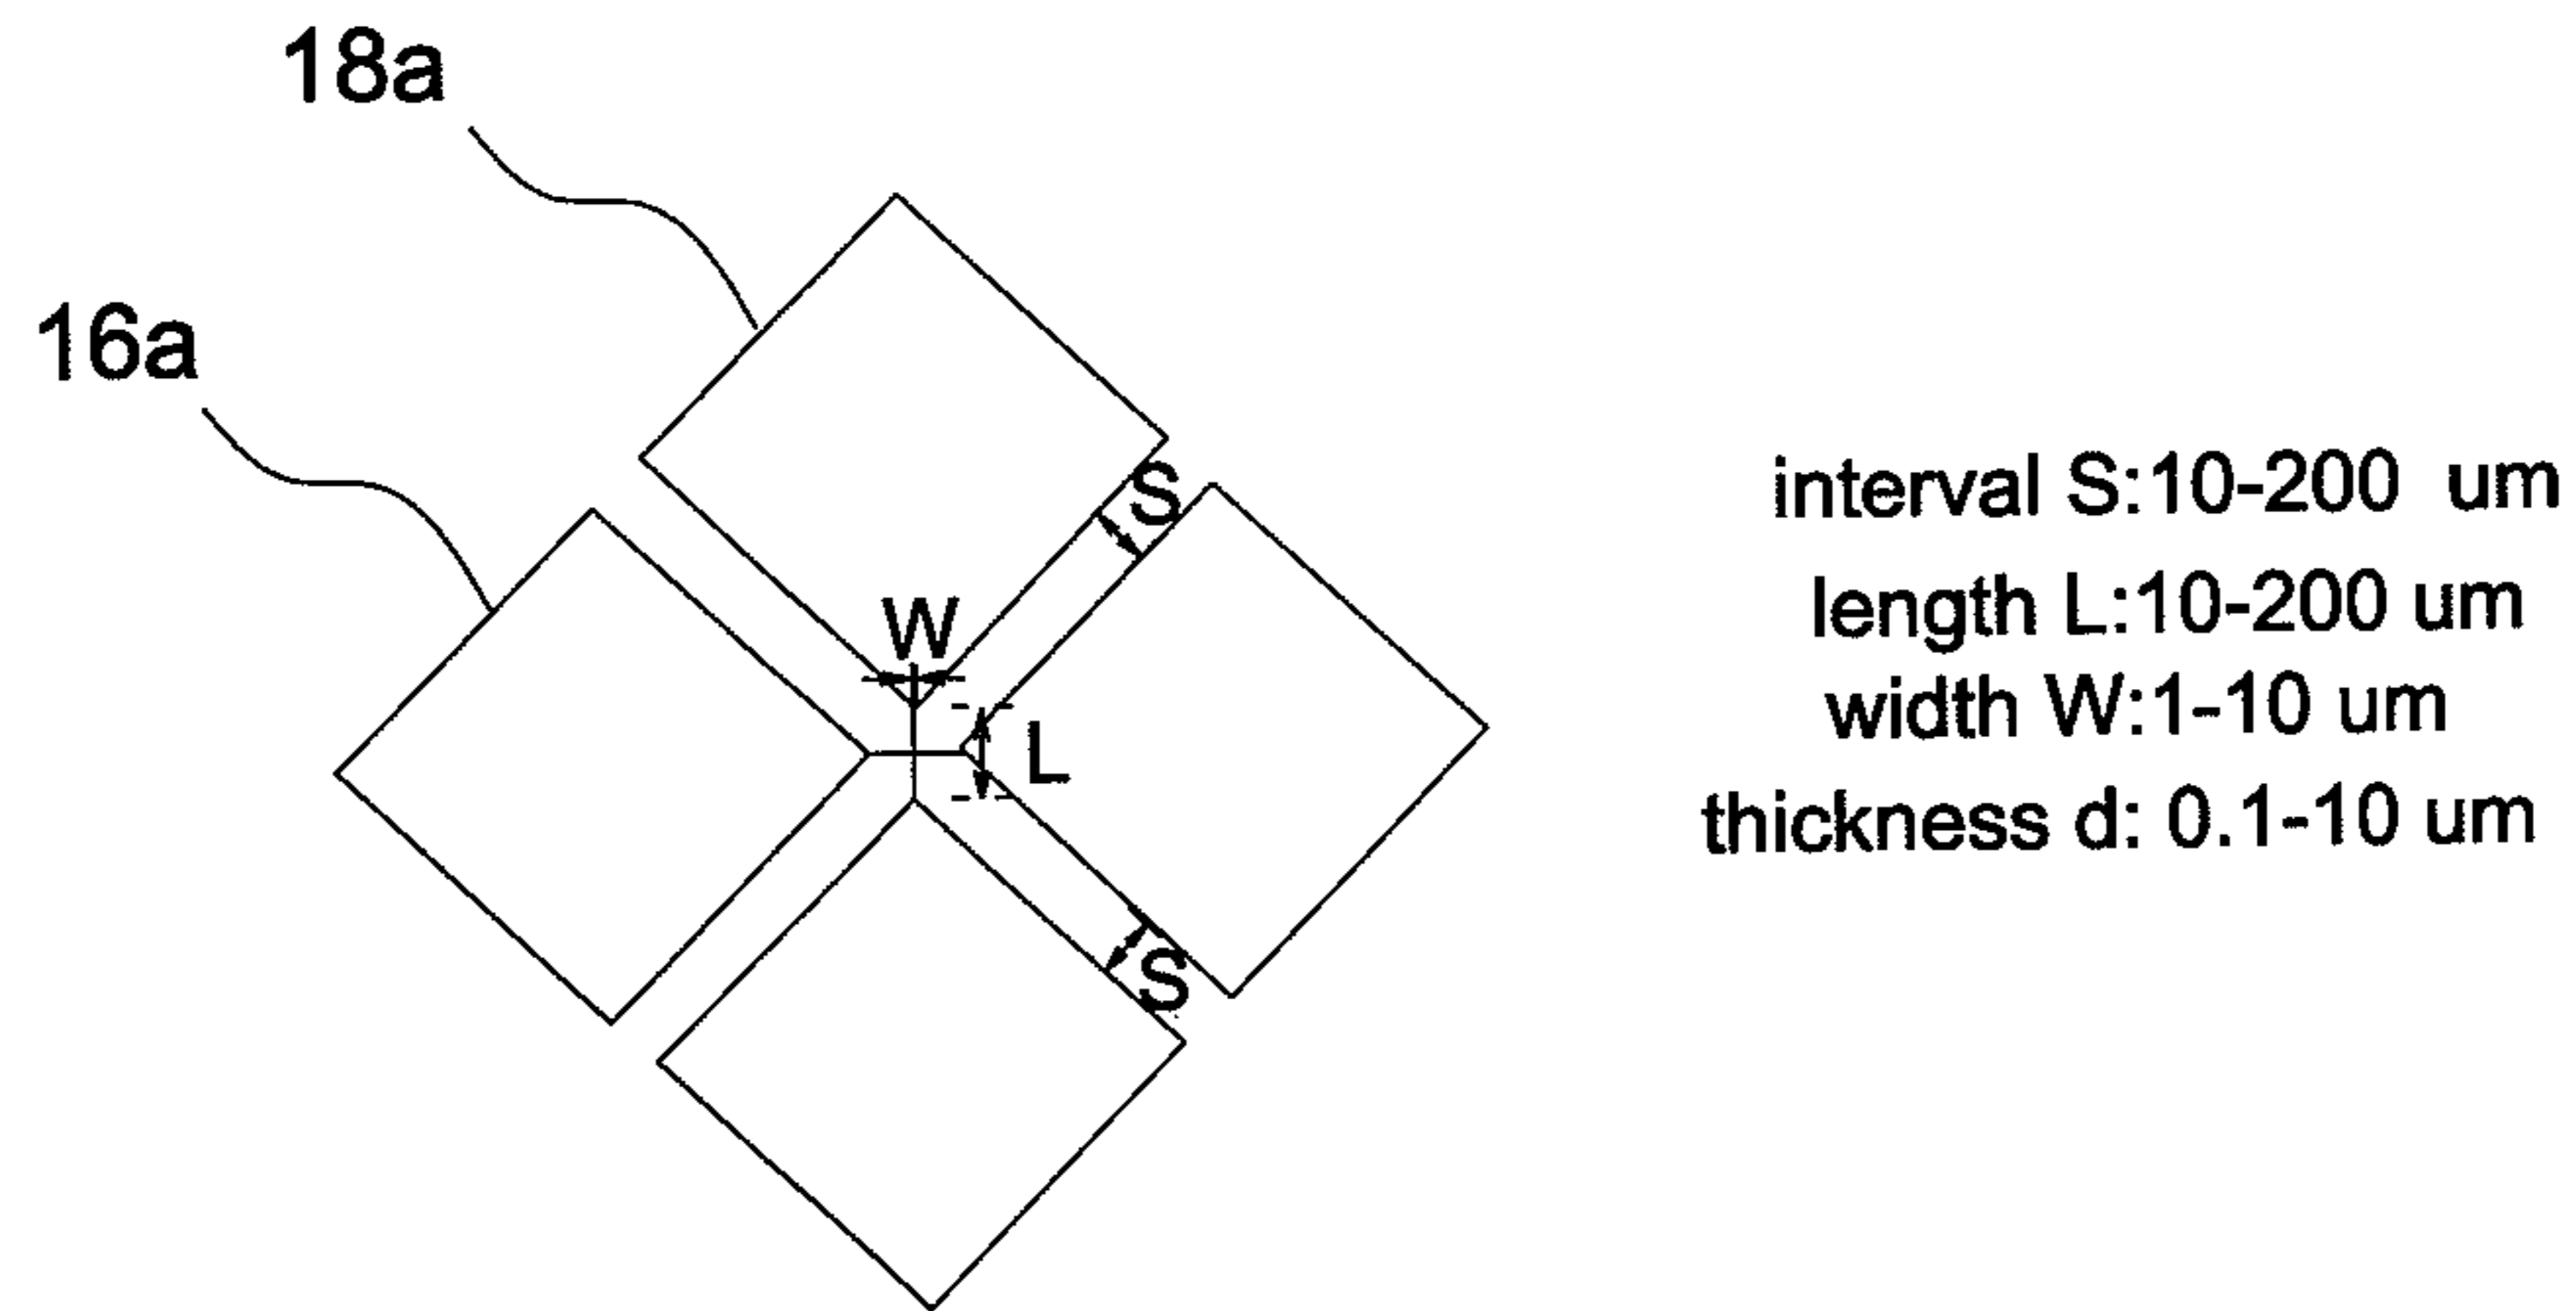 18a
16a
S
W
L
S
interval S:10-200 um
length L:10-200 um
width W:1-10 um
thickness d: 0.1-10 um